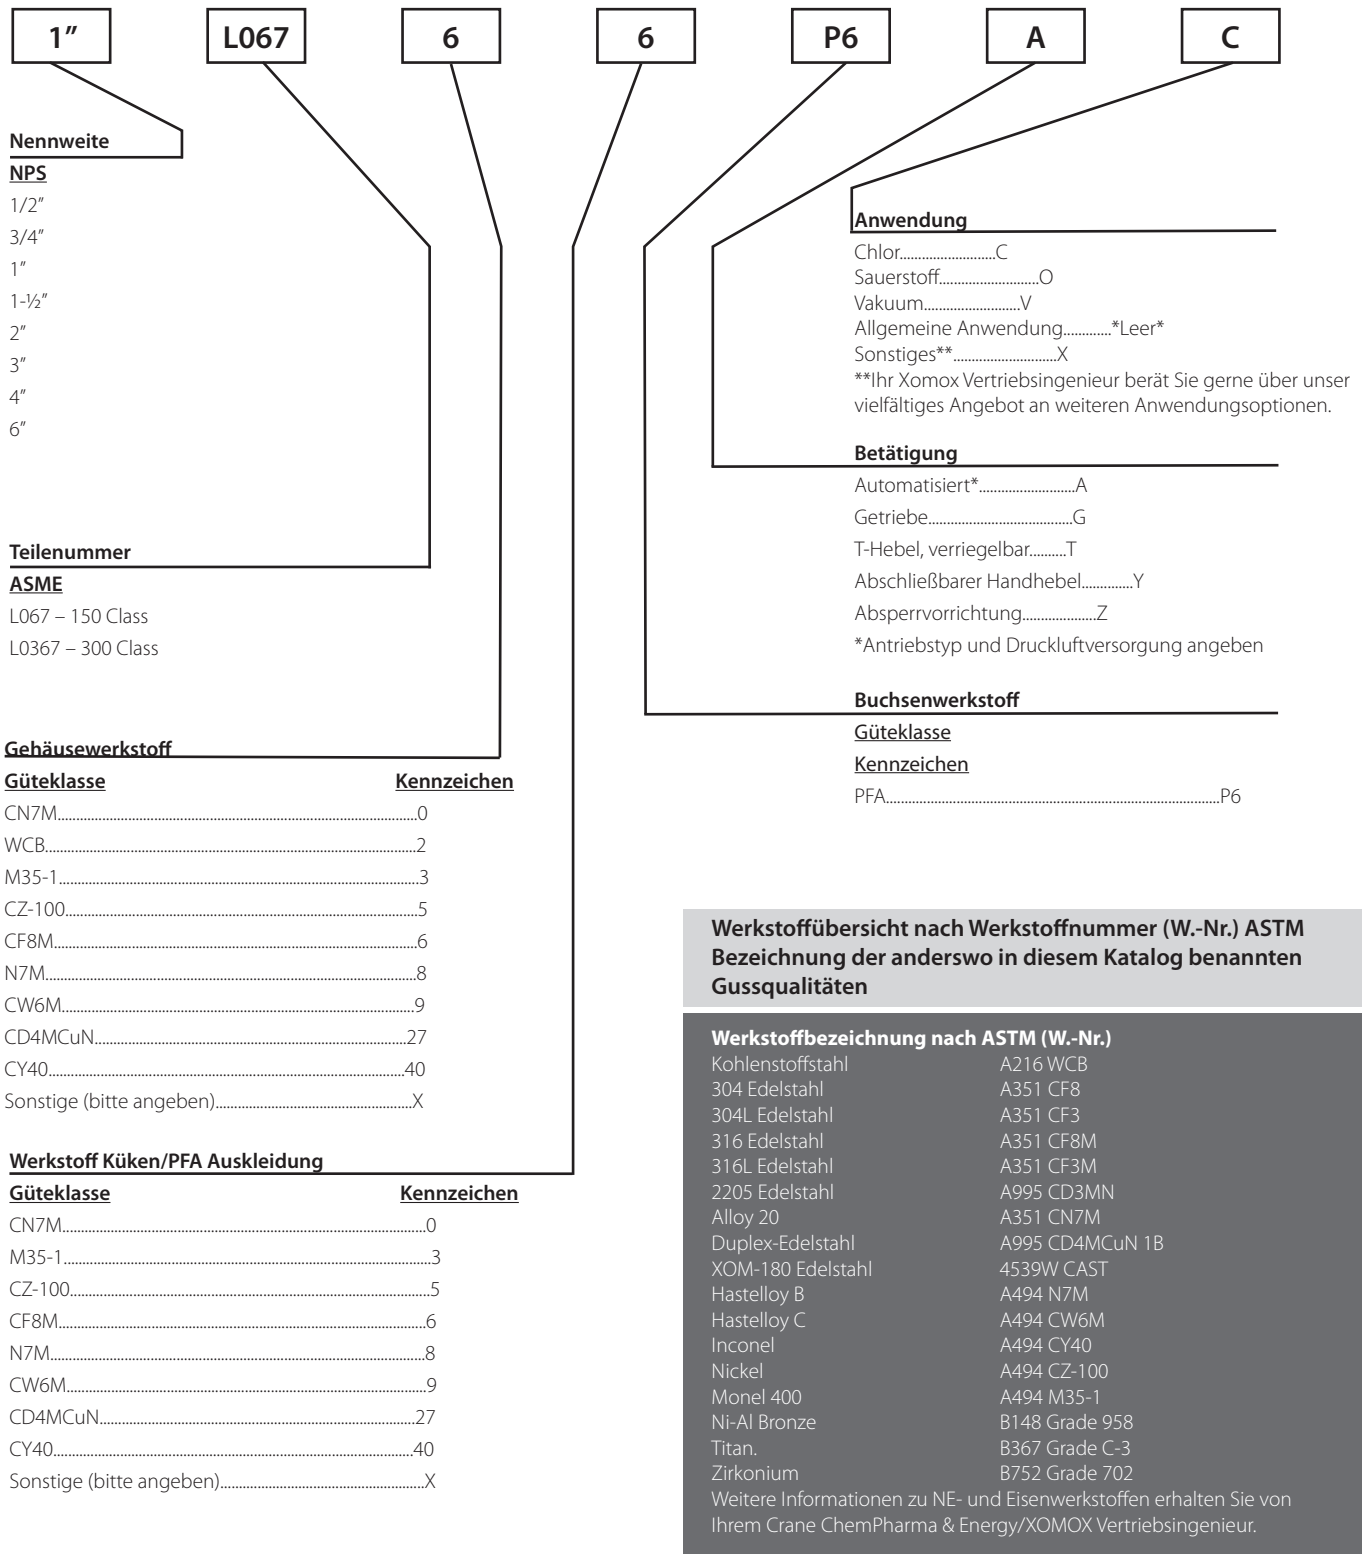 1" L067 6 6 P6 A C
Nennweite
NPS
1/2"
3/4"
1"
1-½"
2"
3"
4"
6"
Teilenummer
ASME
L067 – 150 Class
L0367 – 300 Class
Gehäusewerkstoff
Güteklasse Kennzeichen
CN7M....................0
WCB....................2
M35-1....................3
CZ-100....................5
CF8M....................6
N7M....................8
CW6M....................9
CD4MCuN....................27
CY40....................40
Sonstige (bitte angeben)....................X
Werkstoff Küken/PFA Auskleidung
Güteklasse Kennzeichen
CN7M....................0
M35-1....................3
CZ-100....................5
CF8M....................6
N7M....................8
CW6M....................9
CD4MCuN....................27
CY40....................40
Sonstige (bitte angeben)....................X
Anwendung
Chlor....................C
Sauerstoff....................O
Vakuum....................V
Allgemeine Anwendung.............*Leer*
Sonstiges**....................X
**Ihr Xomox Vertriebsingenieur berät Sie gerne über unser
vielfältiges Angebot an weiteren Anwendungsoptionen.
Betätigung
Automatisiert*....................A
Getriebe....................G
T-Hebel, verriegelbar..........T
Abschließbarer Handhebel..............Y
Absperrvorrichtung....................Z
*Antriebstyp und Druckluftversorgung angeben
Buchsenwerkstoff
Güteklasse
Kennzeichen
PFA....................P6
Werkstoffübersicht nach Werkstoffnummer (W.-Nr.) ASTM
Bezeichnung der anderswo in diesem Katalog benannten
Gussqualitäten
Werkstoffbezeichnung nach ASTM (W.-Nr.)
Kohlenstoffstahl A216 WCB
304 Edelstahl A351 CF8
304L Edelstahl A351 CF3
316 Edelstahl A351 CF8M
316L Edelstahl A351 CF3M
2205 Edelstahl A995 CD3MN
Alloy 20 A351 CN7M
Duplex-Edelstahl A995 CD4MCuN 1B
XOM-180 Edelstahl 4539W CAST
Hastelloy B A494 N7M
Hastelloy C A494 CW6M
Inconel A494 CY40
Nickel A494 CZ-100
Monel 400 A494 M35-1
Ni-Al Bronze B148 Grade 958
Titan. B367 Grade C-3
Zirkonium B752 Grade 702
Weitere Informationen zu NE- und Eisenwerkstoffen erhalten Sie von
Ihrem Crane ChemPharma & Energy/XOMOX Vertriebsingenieur.